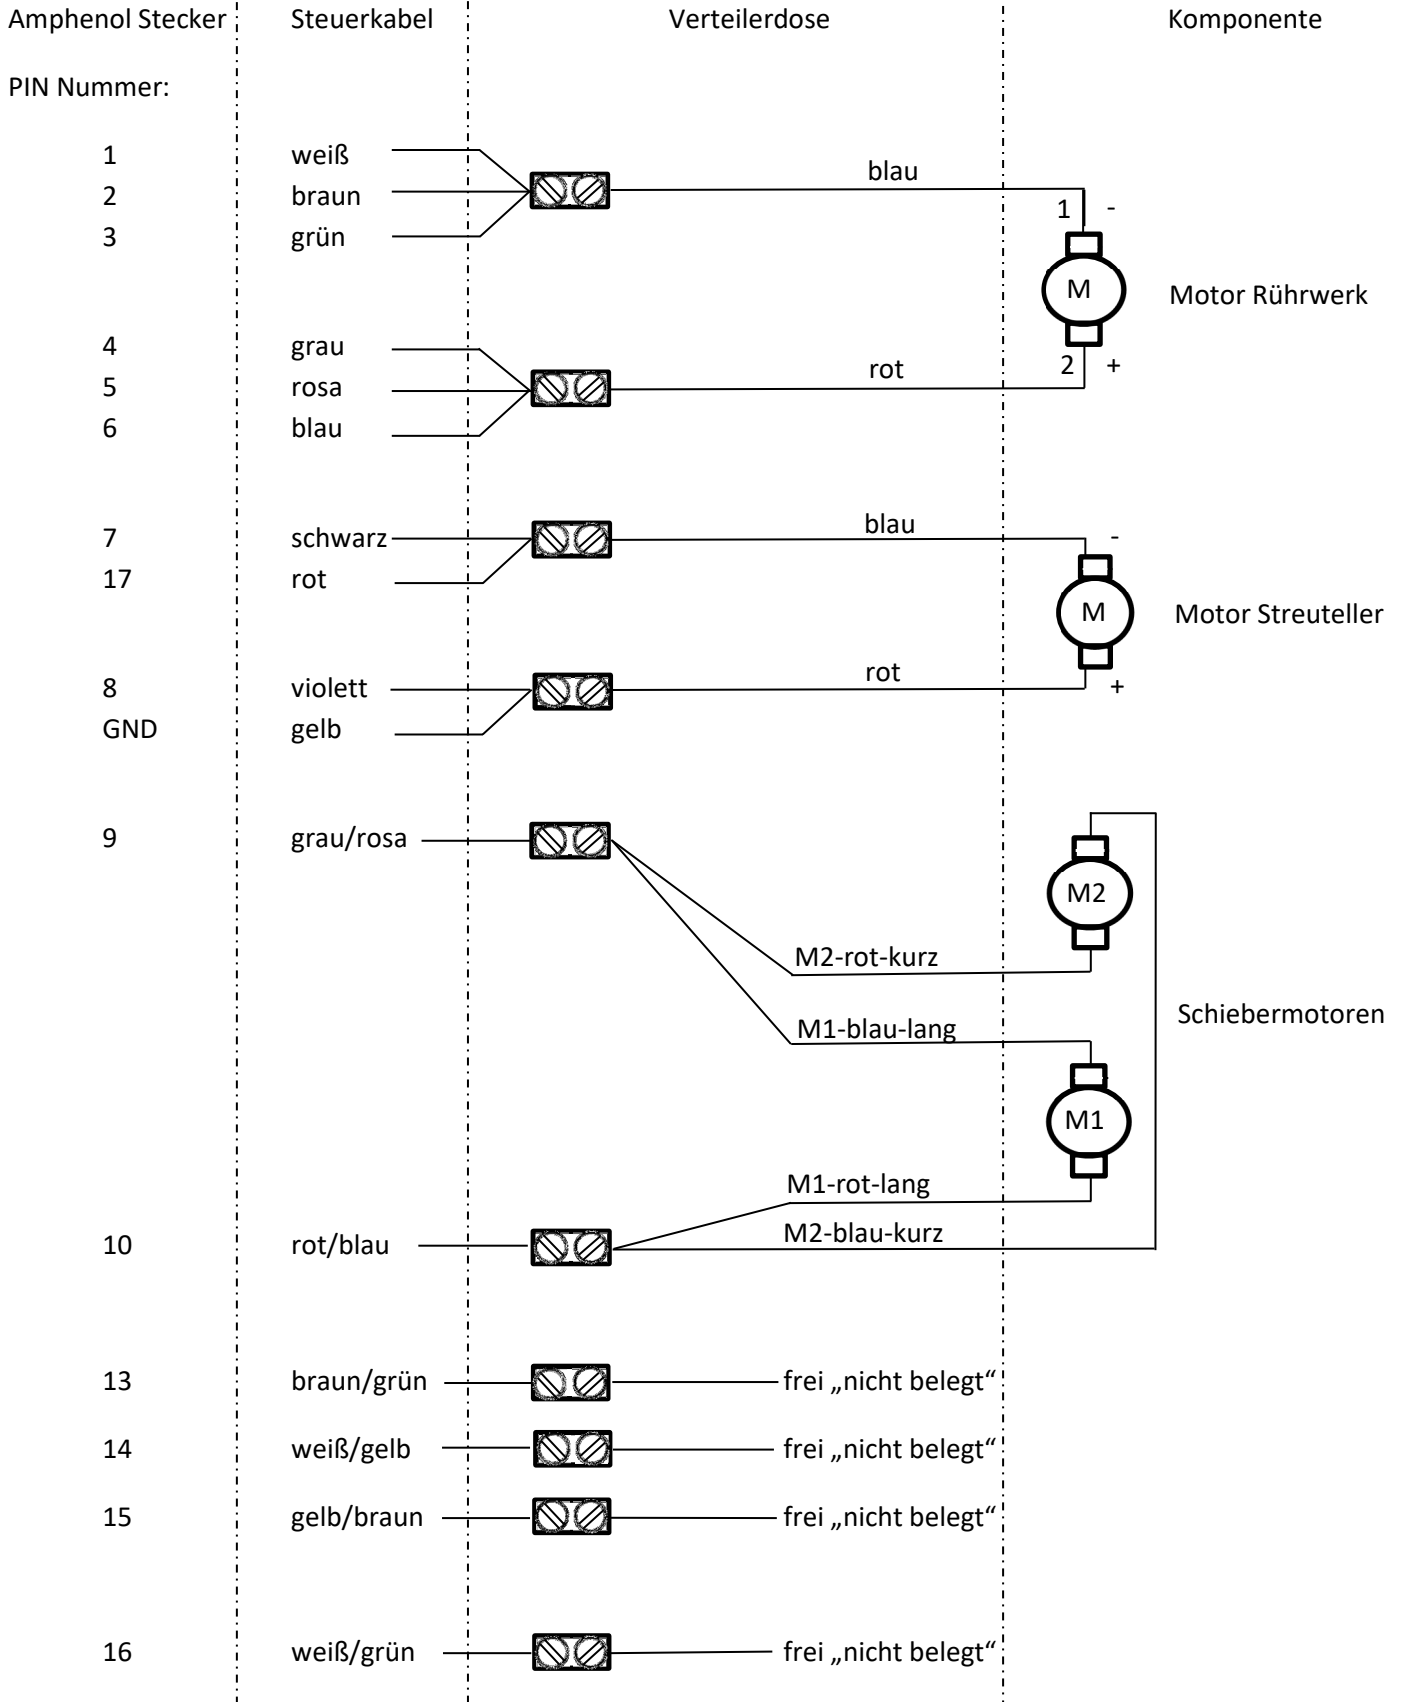 Amphenol Stecker Steuerkabel Verteilerdose Komponente
PIN Nummer:
1 weiß
blau
2 braun
1 -
3 grün
M
Motor Rührwerk
4 grau
rot
2 +
5 rosa
6 blau
blau
7 schwarz
-
17 rot
M
Motor Streuteller
rot
8 violett
+
GND gelb
9 grau/rosa
M2
M2-rot-kurz
Schiebermotoren
M1-blau-lang
M1
M1-rot-lang
M2-blau-kurz
10 rot/blau
13 braun/grün frei „nicht belegt“
14 weiß/gelb frei „nicht belegt“
15 gelb/braun frei „nicht belegt“
16 weiß/grün frei „nicht belegt“